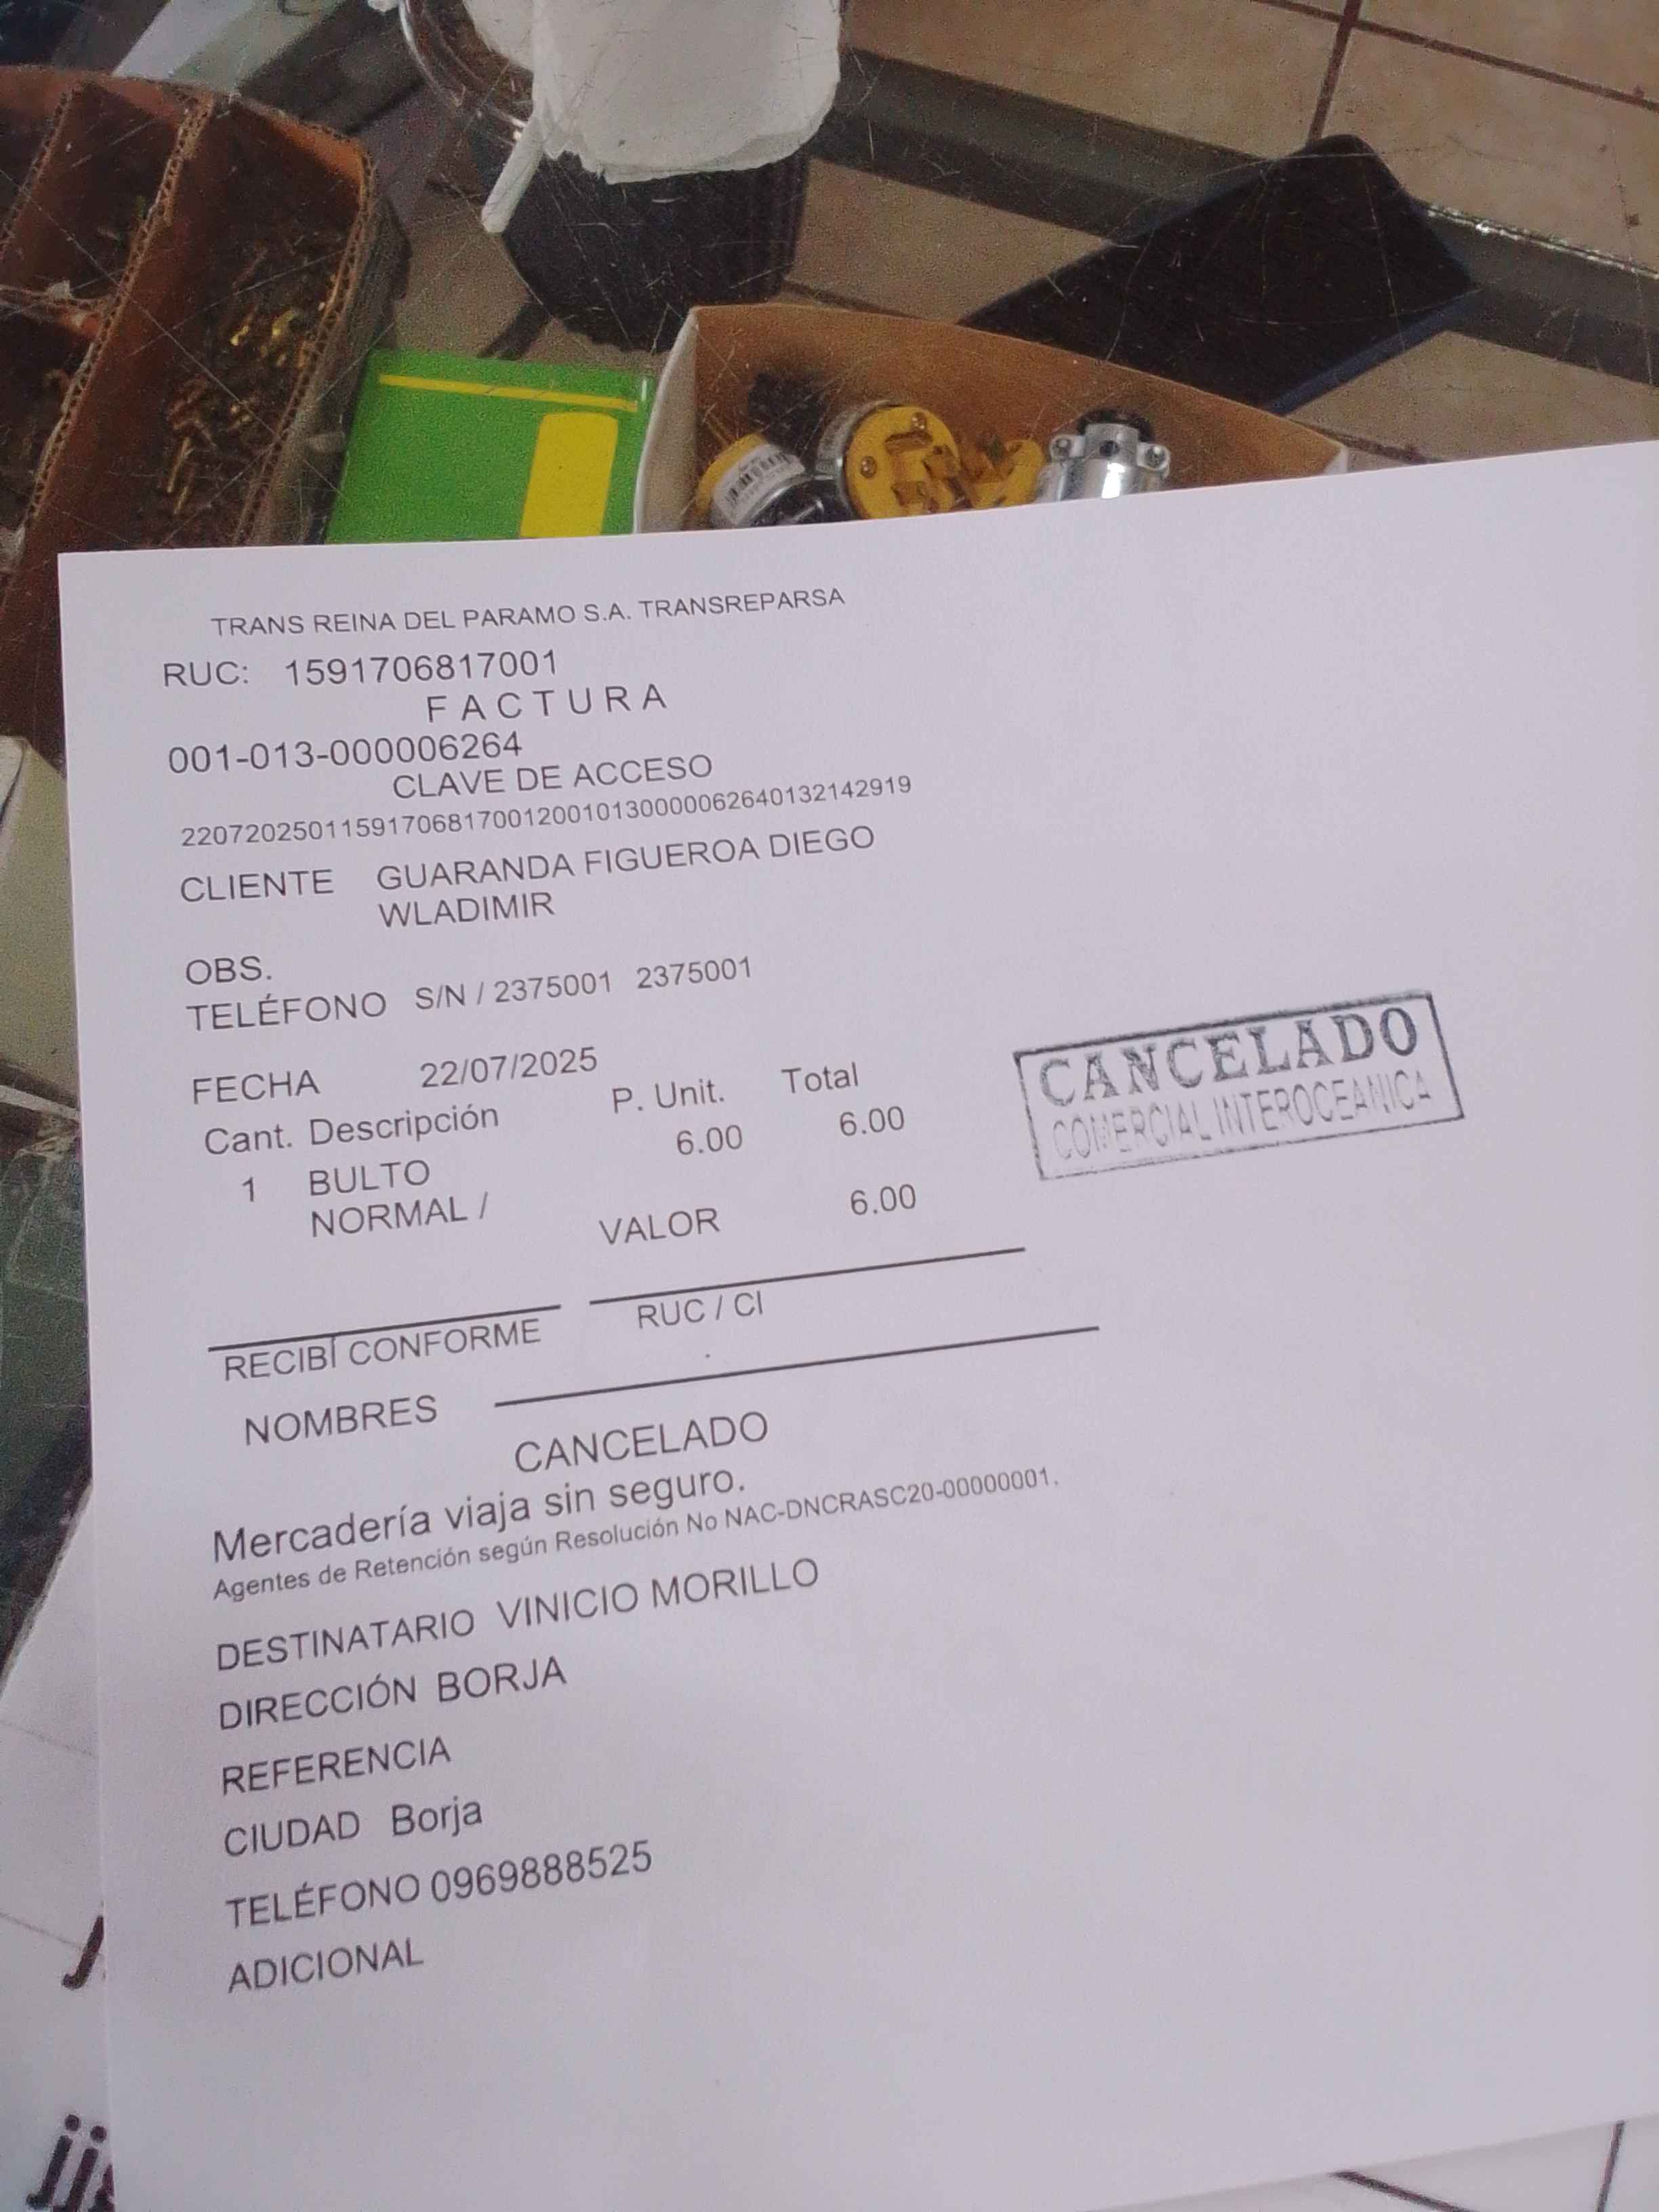 TRANS REINA DEL PARAMO S.A. TRANSREPARSA
RUC: 1591706817001
FACTURA
001-013-000006264
CLAVE DE ACCESO
2207202501159170681700120010130000062640132142919
CLIENTE GUARANDA FIGUEROA DIEGO
WLADIMIR
OBS.
TELÉFONO S/N / 2375001 2375001
FECHA 22/07/2025
Cant. Descripción P. Unit. Total
1 BULTO 6.00 6.00
NORMAL /
VALOR 6.00
CANCELADO
COMERCIAL INTEROCEANICA
RECIBÍ CONFORME RUC / CI
NOMBRES
CANCELADO
Mercadería viaja sin seguro.
Agentes de Retención según Resolución No NAC-DNCRASC20-00000001.
DESTINATARIO VINICIO MORILLO
DIRECCIÓN BORJA
REFERENCIA
CIUDAD Borja
TELÉFONO 0969888525
ADICIONAL